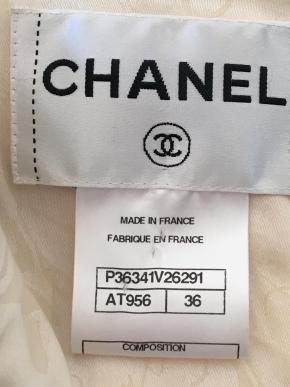 CHANEL
MADE IN FRANCE
FABRIQUE EN FRANCE
P36341V26291
AT956 36
COMPOSITION